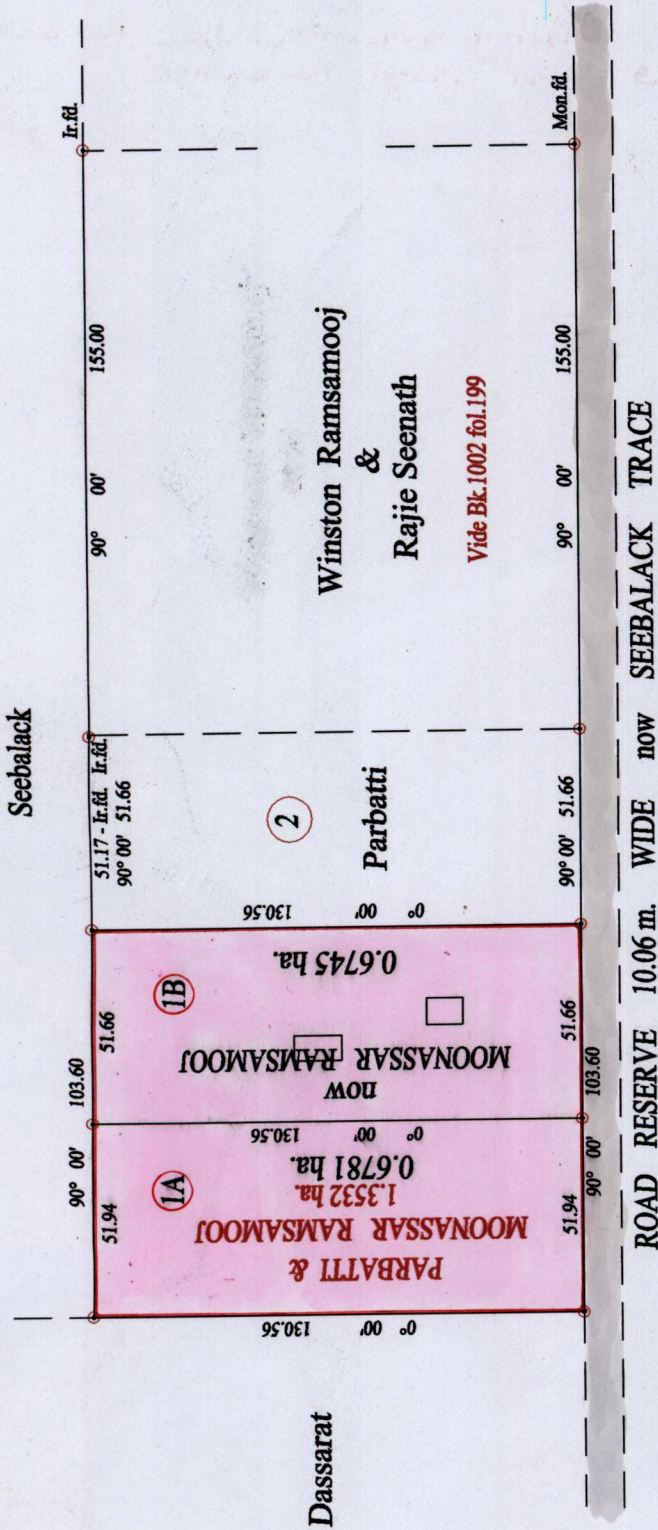 Seebalack
Ir.fd.
90° 00' 155.00
51.17 - Ir.fd. Ir.fd.
90° 00' 51.66
90° 00' 103.60
51.66
51.94
Dassarat
0° 00' 130.56
1A
PARBATTI &
MOONASSAR RAMSAMOOJ
1.3532 ha.
0.6781 ha.
0° 00' 130.56
1B
now
MOONASSAR RAMSAMOOJ
0.6745 ha.
0° 00' 130.56
2
Parbatti
Winston Ramsamooj
&
Rajie Seenath
Vide Bk.1002 fol.199
51.94
51.66
90° 00' 103.60
90° 00' 51.66
90° 00' 155.00
Mon.fd.
ROAD RESERVE 10.06 m. WIDE now SEEBALACK TRACE